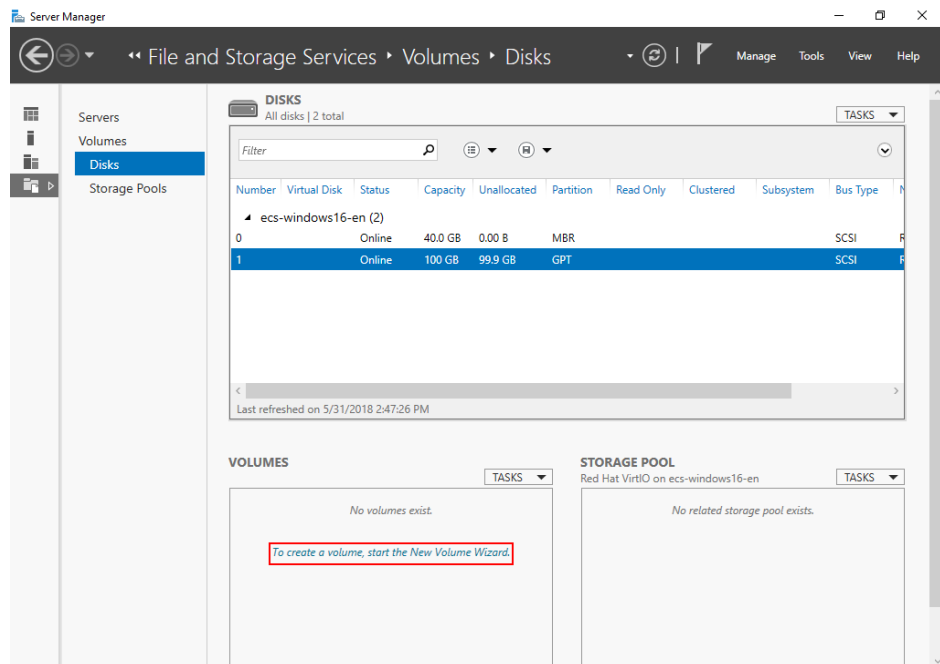 Server Manager
File and Storage Services ‣ Volumes ‣ Disks
Manage Tools View Help
Servers
Volumes
Disks
Storage Pools
DISKS
All disks | 2 total
TASKS
Filter
Number Virtual Disk Status Capacity Unallocated Partition Read Only Clustered Subsystem Bus Type N
ecs-windows16-en (2)
0 Online 40.0 GB 0.00 B MBR SCSI R
1 Online 100 GB 99.9 GB GPT SCSI R
Last refreshed on 5/31/2018 2:47:26 PM
VOLUMES
TASKS
No volumes exist.
To create a volume, start the New Volume Wizard.
STORAGE POOL
Red Hat VirtIO on ecs-windows16-en
TASKS
No related storage pool exists.